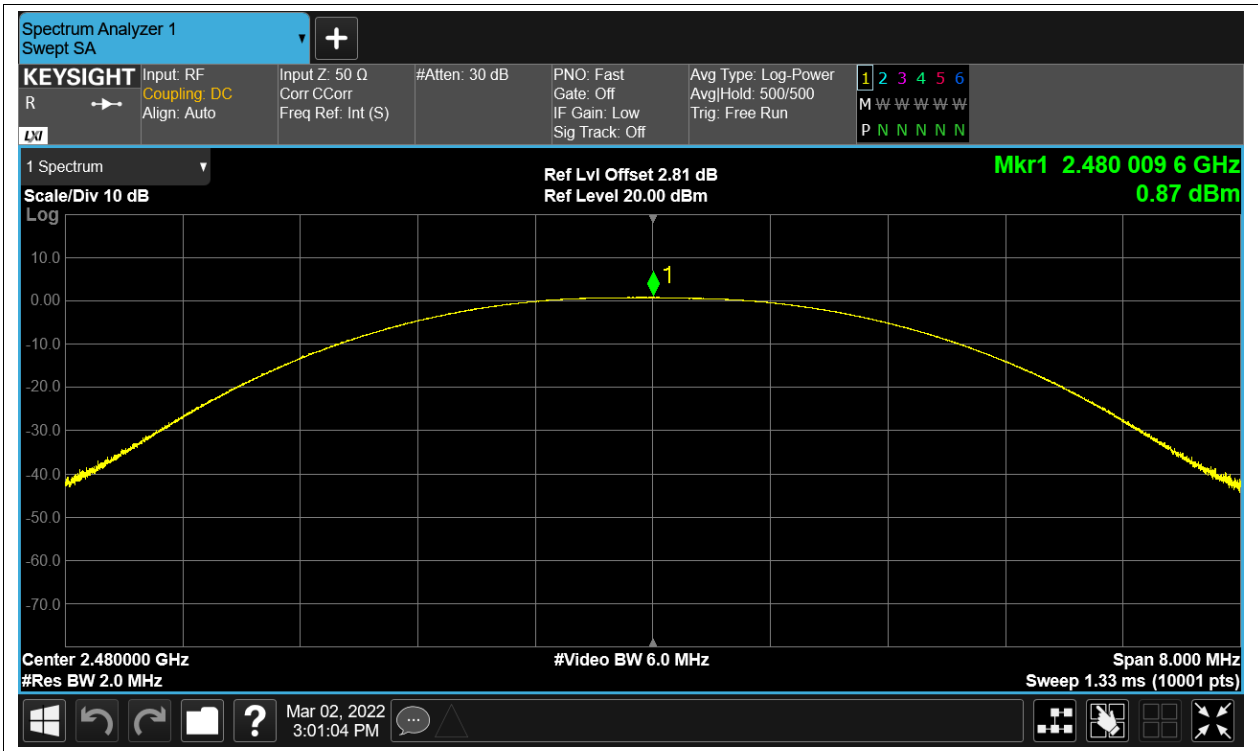 Spectrum Analyzer 1
Swept SA
+
KEYSIGHT
R
LXI
Input: RF
Coupling: DC
Align: Auto
Input Z: 50 Ω
Corr CCorr
Freq Ref: Int (S)
#Atten: 30 dB
PNO: Fast
Gate: Off
IF Gain: Low
Sig Track: Off
Avg Type: Log-Power
Avg|Hold: 500/500
Trig: Free Run
1 2 3 4 5 6
M W W W W W
P N N N N N
1 Spectrum
Scale/Div 10 dB
Log
Ref Lvl Offset 2.81 dB
Ref Level 20.00 dBm
Mkr1 2.480 009 6 GHz
0.87 dBm
1
10.0
0.00
-10.0
-20.0
-30.0
-40.0
-50.0
-60.0
-70.0
Center 2.480000 GHz
#Res BW 2.0 MHz
#Video BW 6.0 MHz
Span 8.000 MHz
Sweep 1.33 ms (10001 pts)
?
Mar 02, 2022
3:01:04 PM